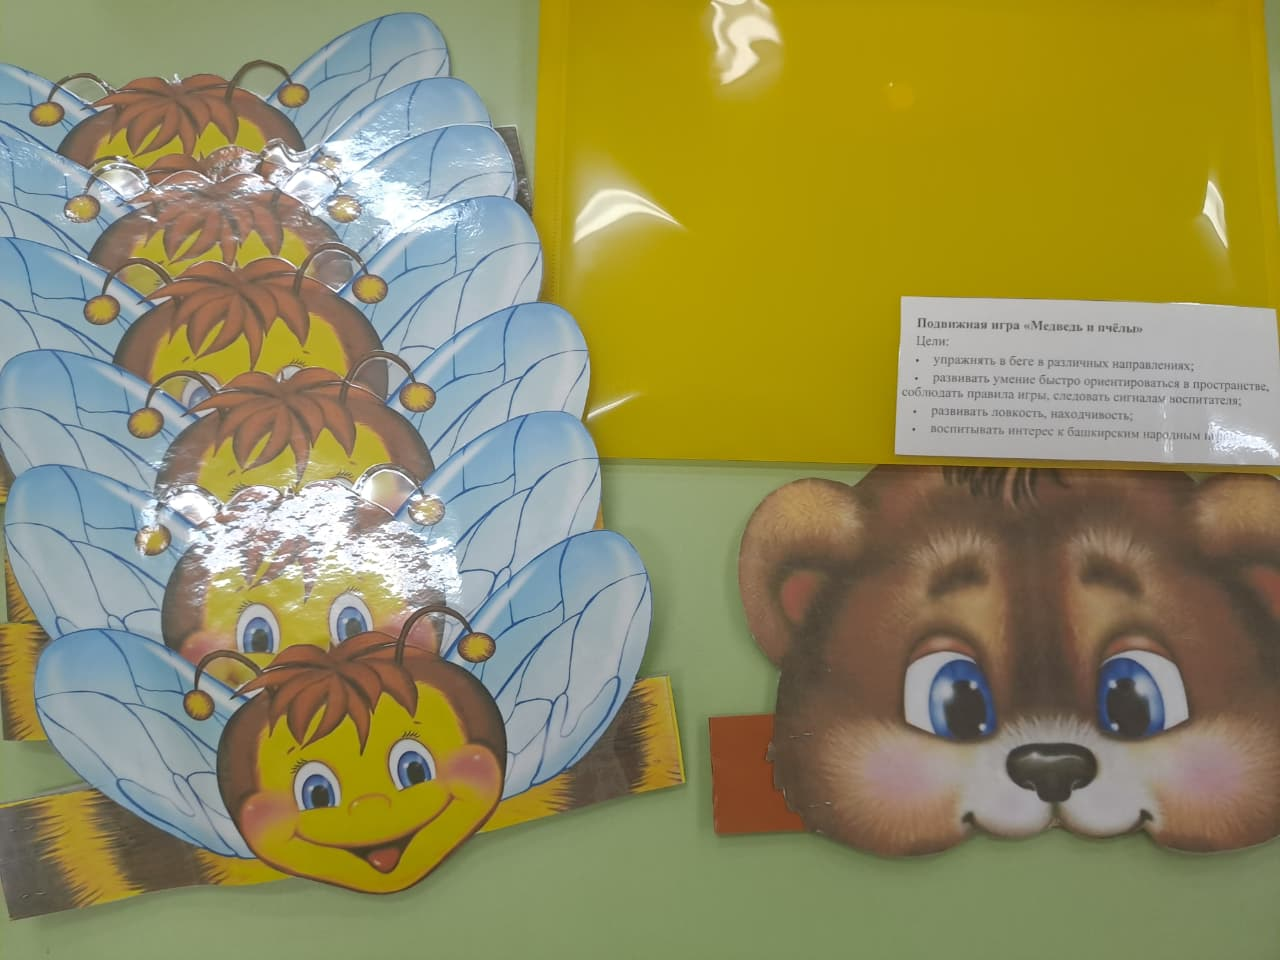 Подвижная игра «Медведь и пчёлы»
Цели:
• упражнять в беге в различных направлениях;
• развивать умение быстро ориентироваться в пространстве,
соблюдать правила игры, следовать сигналам воспитателя;
• развивать ловкость, находчивость;
• воспитывать интерес к башкирским народным